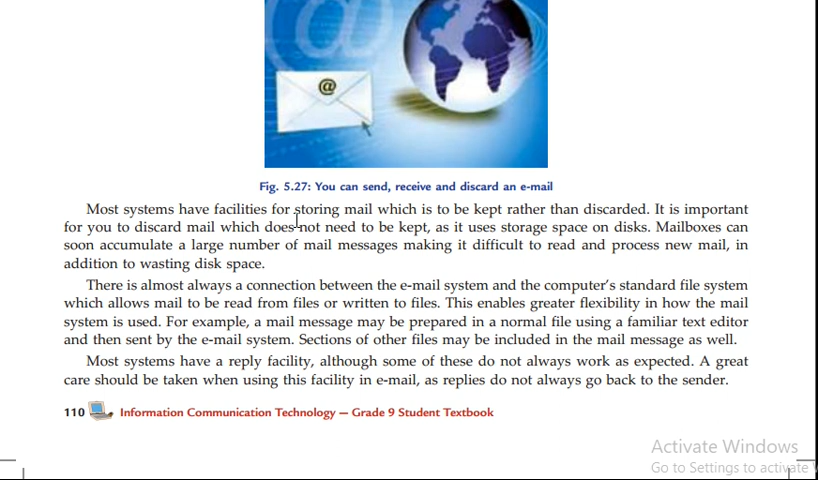 @
@
Fig. 5.27: You can send, receive and discard an e-mail
Most systems have facilities for storing mail which is to be kept rather than discarded. It is important
for you to discard mail which does not need to be kept, as it uses storage space on disks. Mailboxes can
soon accumulate a large number of mail messages making it difficult to read and process new mail, in
addition to wasting disk space.
There is almost always a connection between the e-mail system and the computer's standard file system
which allows mail to be read from files or written to files. This enables greater flexibility in how the mail
system is used. For example, a mail message may be prepared in a normal file using a familiar text editor
and then sent by the e-mail system. Sections of other files may be included in the mail message as well.
Most systems have a reply facility, although some of these do not always work as expected. A great
care should be taken when using this facility in e-mail, as replies do not always go back to the sender.
110 Information Communication Technology — Grade 9 Student Textbook
Activate Windows
Go to Settings to activate W